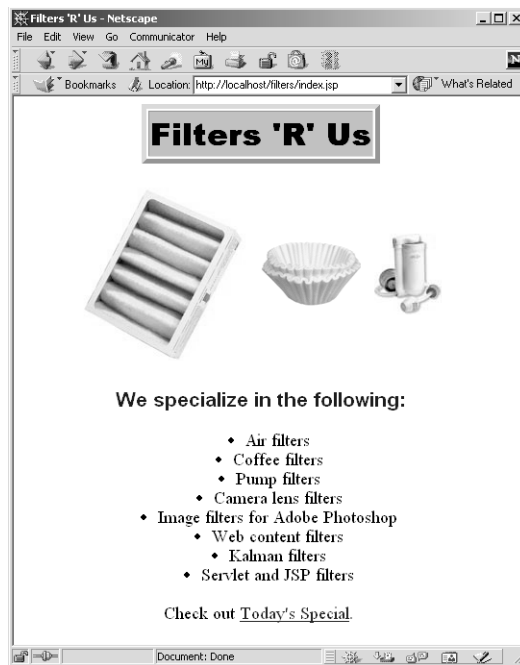 Filters 'R' Us - Netscape
File Edit View Go Communicator Help
My
N
Bookmarks Location: http://localhost/filters/index.jsp What's Related
Filters 'R' Us
We specialize in the following:
• Air filters
• Coffee filters
• Pump filters
• Camera lens filters
• Image filters for Adobe Photoshop
• Web content filters
• Kalman filters
• Servlet and JSP filters
Check out Today's Special.
Document: Done